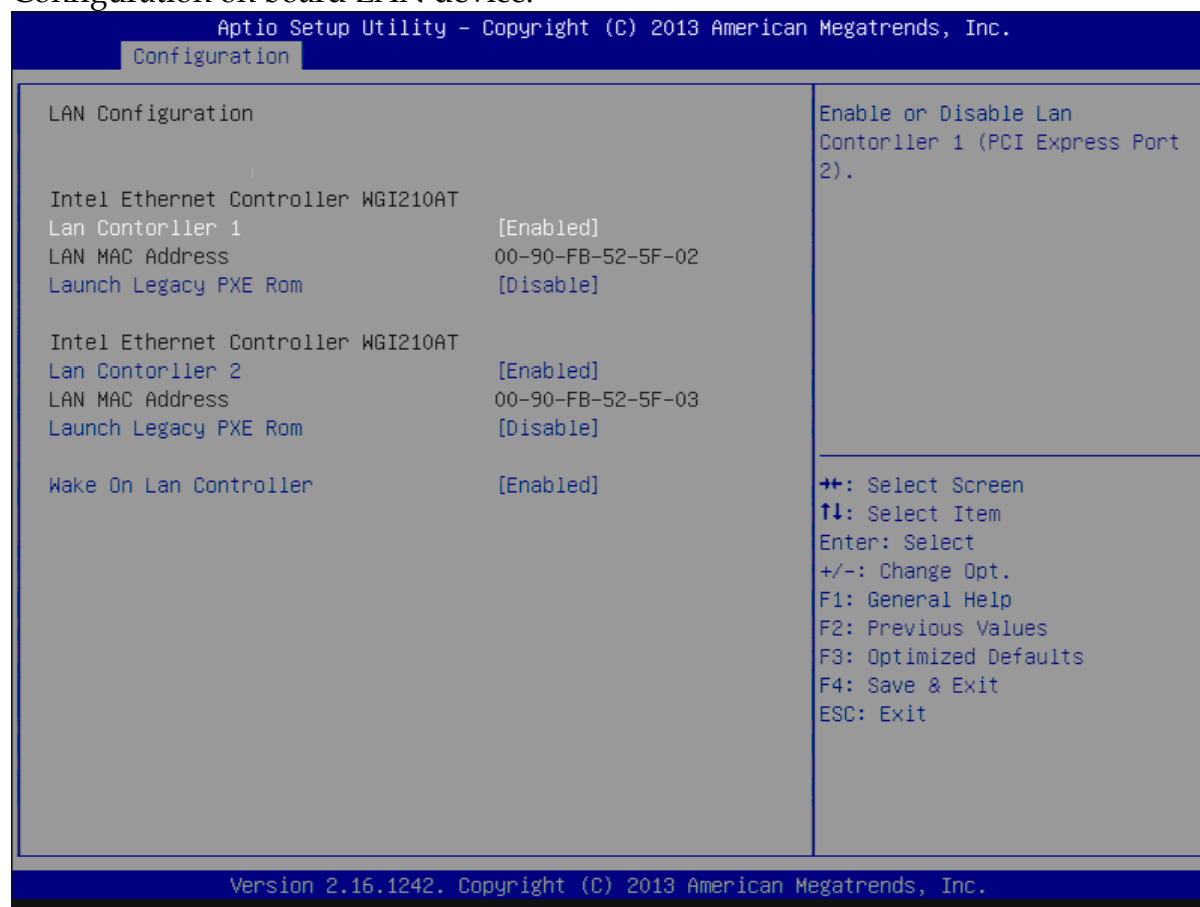 Configuration on board LAN device.
Aptio Setup Utility – Copyright (C) 2013 American Megatrends, Inc.
Configuration
LAN Configuration
Intel Ethernet Controller WGI210AT
Lan Contorller 1 [Enabled]
LAN MAC Address 00-90-FB-52-5F-02
Launch Legacy PXE Rom [Disable]
Intel Ethernet Controller WGI210AT
Lan Contorller 2 [Enabled]
LAN MAC Address 00-90-FB-52-5F-03
Launch Legacy PXE Rom [Disable]
Wake On Lan Controller [Enabled]
Enable or Disable Lan
Contorller 1 (PCI Express Port
2).
→←: Select Screen
↑↓: Select Item
Enter: Select
+/-: Change Opt.
F1: General Help
F2: Previous Values
F3: Optimized Defaults
F4: Save & Exit
ESC: Exit
Version 2.16.1242. Copyright (C) 2013 American Megatrends, Inc.